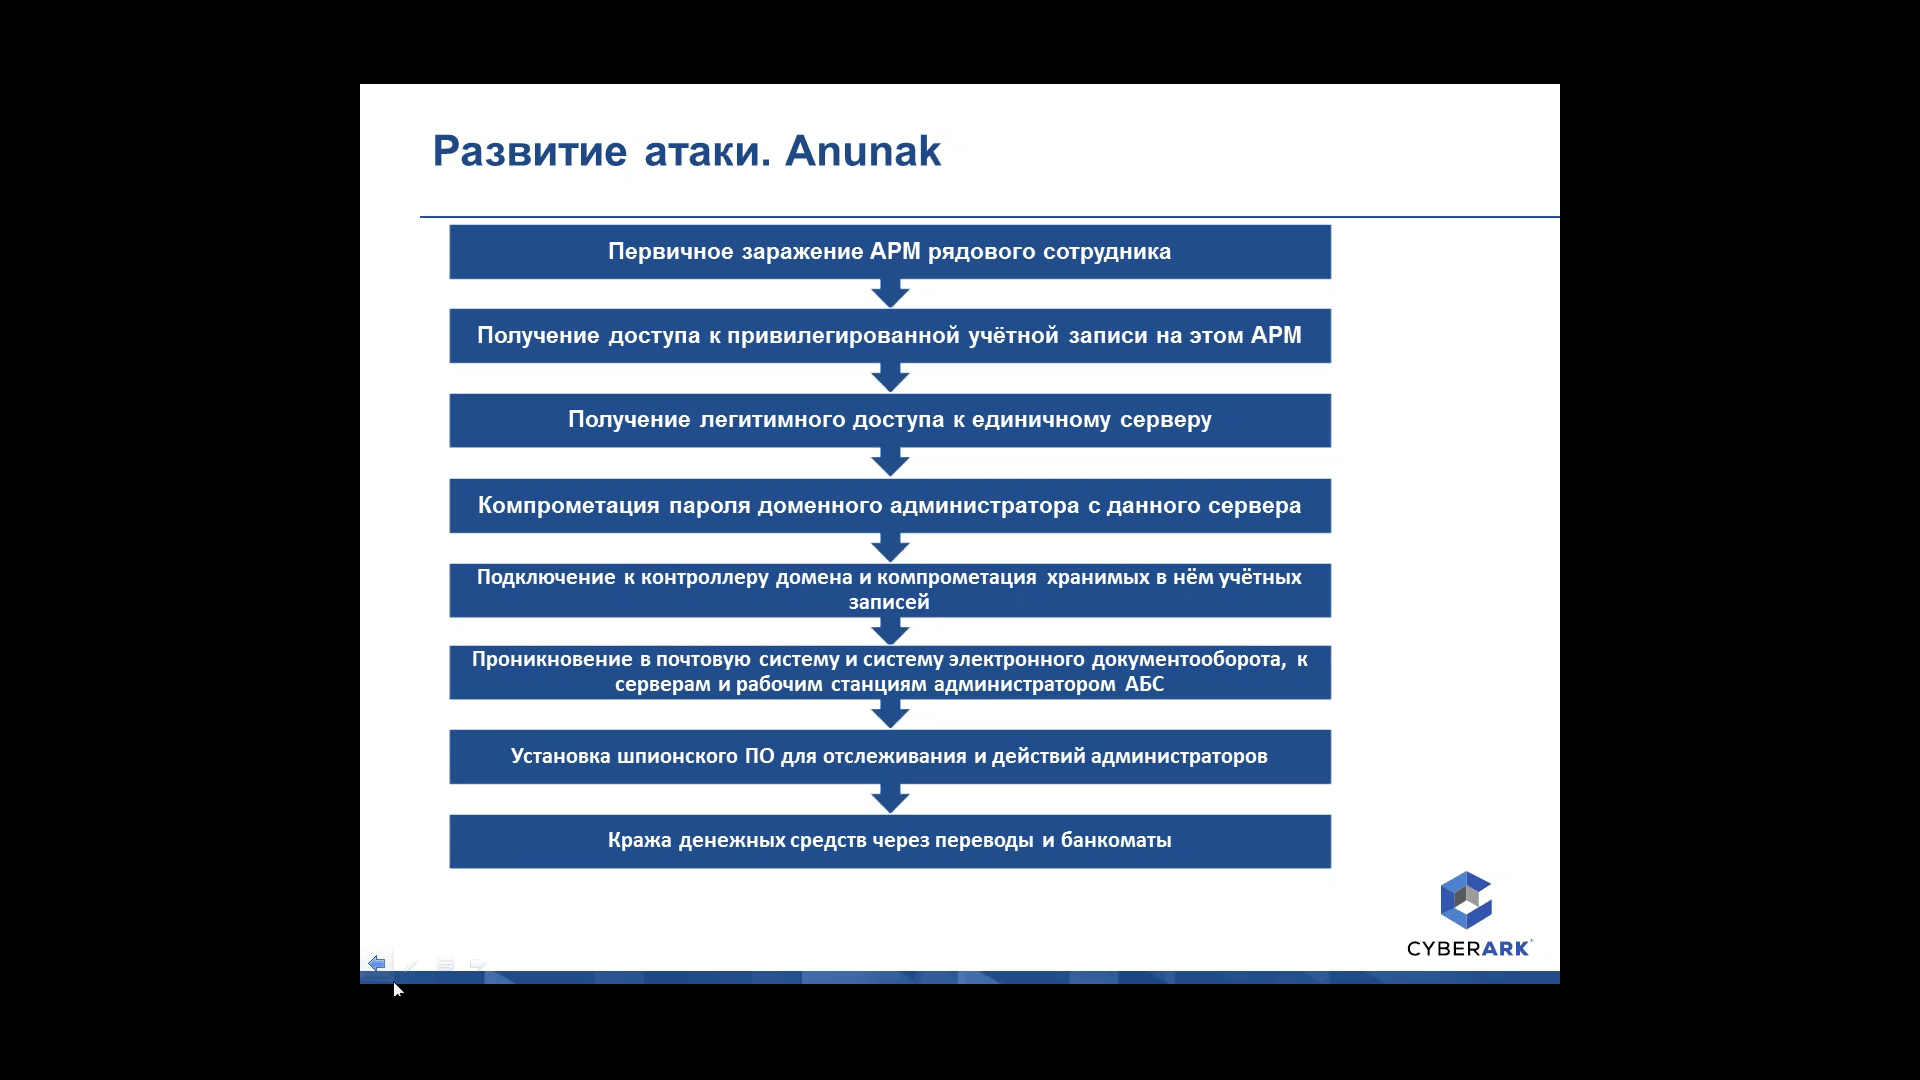 Развитие атаки. Anunak
Первичное заражение АРМ рядового сотрудника
Получение доступа к привилегированной учётной записи на этом АРМ
Получение легитимного доступа к единичному серверу
Компрометация пароля доменного администратора с данного сервера
Подключение к контроллеру домена и компрометация хранимых в нём учётных
записей
Проникновение в почтовую систему и систему электронного документооборота, к
серверам и рабочим станциям администратором АБС
Установка шпионского ПО для отслеживания и действий администраторов
Кража денежных средств через переводы и банкоматы
CYBERARK